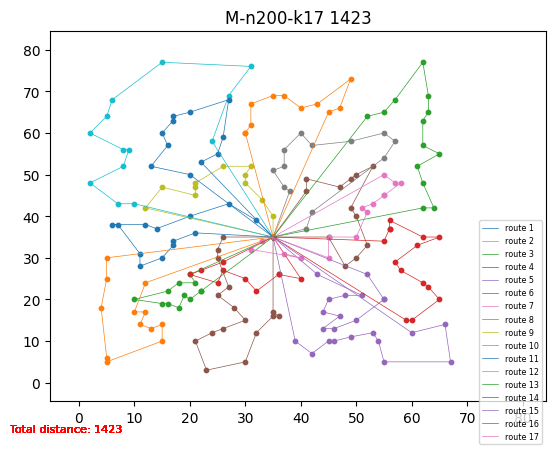 M-n200-k17 1423
80
70
60
50
40
30
20
10
0
route 1
route 2
route 3
route 4
route 5
route 6
route 7
route 8
route 9
route 10
route 11
route 12
route 13
route 14
route 15
route 16
route 17
0 10 20 30 40 50 60 70 80
Total distance: 1423